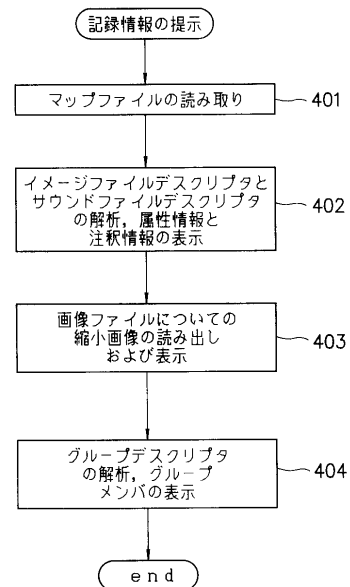 記録情報の提示
マップファイルの読み取り
401
イメージファイルデスクリプタと
サウンドファイルデスクリプタ
の解析，属性情報と
注釈情報の表示
402
画像ファイルについての
縮小画像の読み出し
および表示
403
グループデスクリプタ
の解析，グループ
メンバの表示
404
end